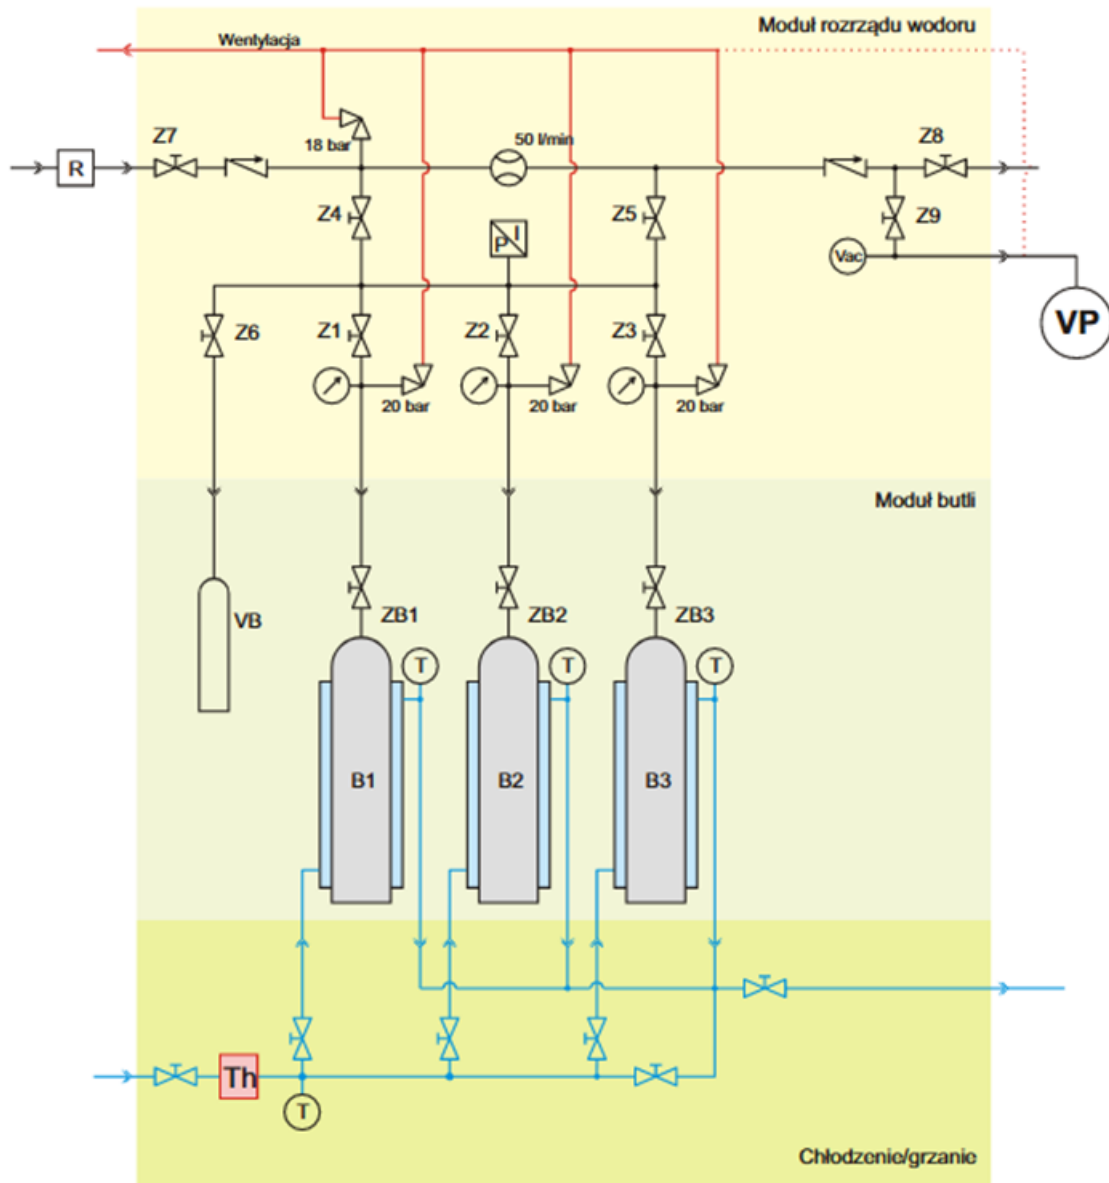 Moduł rozrządu wodoru
Wentylacja
Z7
18 bar
50 l/min
Z8
R
Z4
Z5
Z9
P I
Vac
VP
Z6
Z1
Z2
Z3
20 bar
20 bar
20 bar
Moduł butli
VB
ZB1
ZB2
ZB3
T
T
T
B1
B2
B3
Th
T
Chłodzenie/grzanie